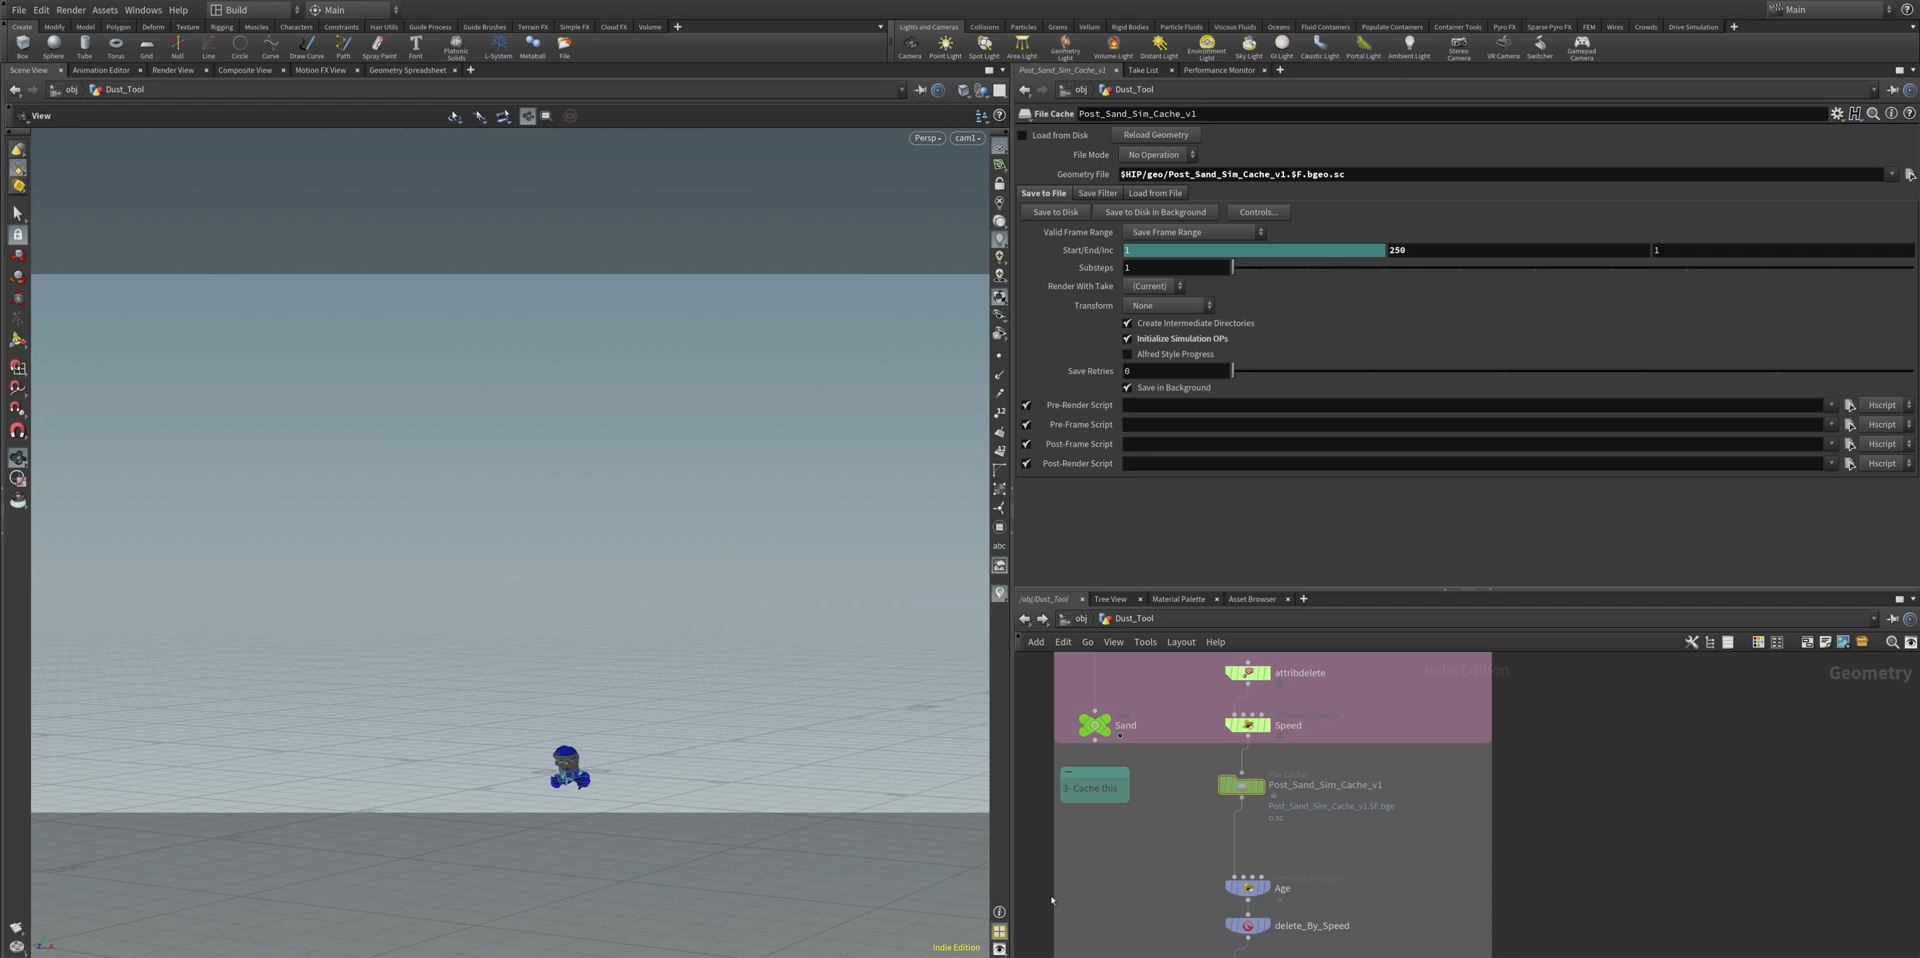 File Edit Render Assets Windows Help Build Main Main
Create Modify Model Polygon Deform Texture Rigging Muscles Characters Constraints Hair Utils Guide Process Guide Brushes Terrain FX Simple FX Cloud FX Volume
Lights and Cameras Collisions Particles Grains Vellum Rigid Bodies Particle Fluids Viscous Fluids Oceans Fluid Containers Populate Containers Container Tools Pyro FX Sparse Pyro FX FEM Wires Crowds Drive Simulation
Box Sphere Tube Torus Grid Null Line Circle Curve Draw Curve Path Spray Paint Font Platonic Solids L-System Metaball File
Camera Point Light Spot Light Area Light Geometry Light Volume Light Distant Light Environment Light Sky Light GI Light Caustic Light Portal Light Ambient Light Stereo Camera VR Camera Switcher Gamepad Camera
Scene View Animation Editor Render View Composite View Motion FX View Geometry Spreadsheet
Post_Sand_Sim_Cache_v1 Take List Performance Monitor
obj Dust_Tool
obj Dust_Tool
View
Persp cam1
File Cache Post_Sand_Sim_Cache_v1
Load from Disk Reload Geometry
File Mode No Operation
Geometry File $HIP/geo/Post_Sand_Sim_Cache_v1.$F.bgeo.sc
Save to File Save Filter Load from File
Save to Disk Save to Disk in Background Controls...
Valid Frame Range Save Frame Range
Start/End/Inc 1 250 1
Substeps 1
Render With Take (Current)
Transform None
Create Intermediate Directories
Initialize Simulation OPs
Alfred Style Progress
Save Retries 0
Save in Background
Pre-Render Script Hscript
Pre-Frame Script Hscript
Post-Frame Script Hscript
Post-Render Script Hscript
12
12
abc
/obj/Dust_Tool Tree View Material Palette Asset Browser
obj Dust_Tool
Add Edit Go View Tools Layout Help
Indie Edition Geometry
attribdelete
Sand Speed
3- Cache this
File Cache
Post_Sand_Sim_Cache_v1
Post_Sand_Sim_Cache_v1.$F.bge
o.sc
Age
delete_By_Speed
z x
Indie Edition